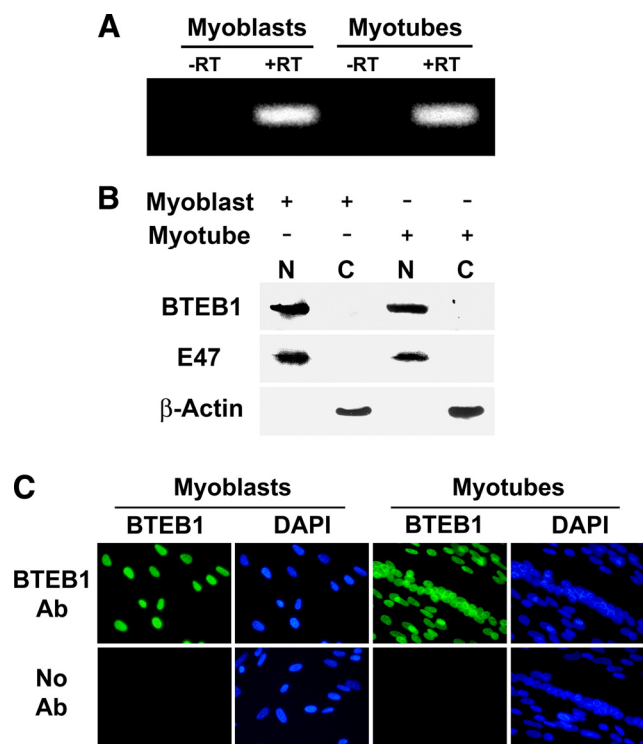 A
Myoblasts Myotubes
-RT +RT -RT +RT
B
Myoblast + + - -
Myotube - - + +
N C N C
BTEB1
E47
β-Actin
C
Myoblasts Myotubes
BTEB1 DAPI BTEB1 DAPI
BTEB1
Ab
No
Ab